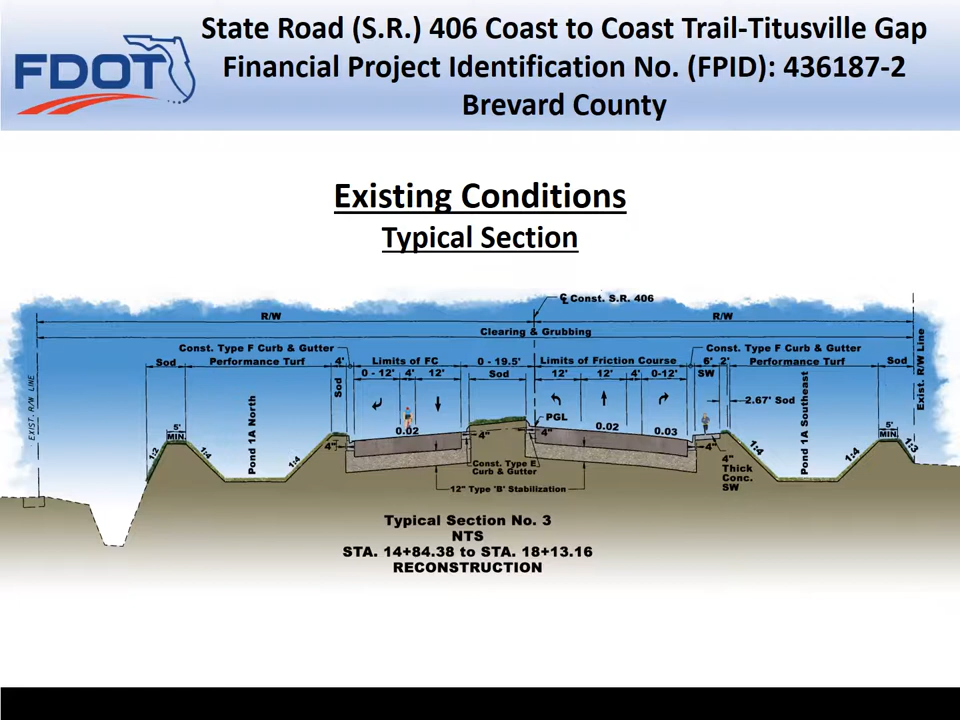 State Road (S.R.) 406 Coast to Coast Trail-Titusville Gap
FDOT
Financial Project Identification No. (FPID): 436187-2
Brevard County
Existing Conditions
Typical Section
℄ Const. S.R. 406
R/W
R/W
Clearing & Grubbing
Const. Type F Curb & Gutter
Const. Type F Curb & Gutter
Sod
Performance Turf
4'
Limits of FC
0 - 19.5'
Limits of Friction Course
6'
2'
Performance Turf
Sod
0 - 12'
4'
12'
Sod
12'
12'
4'
0-12'
SW
Sod
2.67' Sod
EXIST. R/W LINE
Exist. R/W Line
5'
MIN.
1:2
1:4
Pond 1A North
1:4
4"
0.02
4"
PGL
4"
0.02
0.03
4"
1:4
Pond 1A Southeast
1:4
5'
MIN.
1:3
Const. Type E
Curb & Gutter
4"
Thick
Conc.
SW
12" Type 'B' Stabilization
Typical Section No. 3
NTS
STA. 14+84.38 to STA. 18+13.16
RECONSTRUCTION